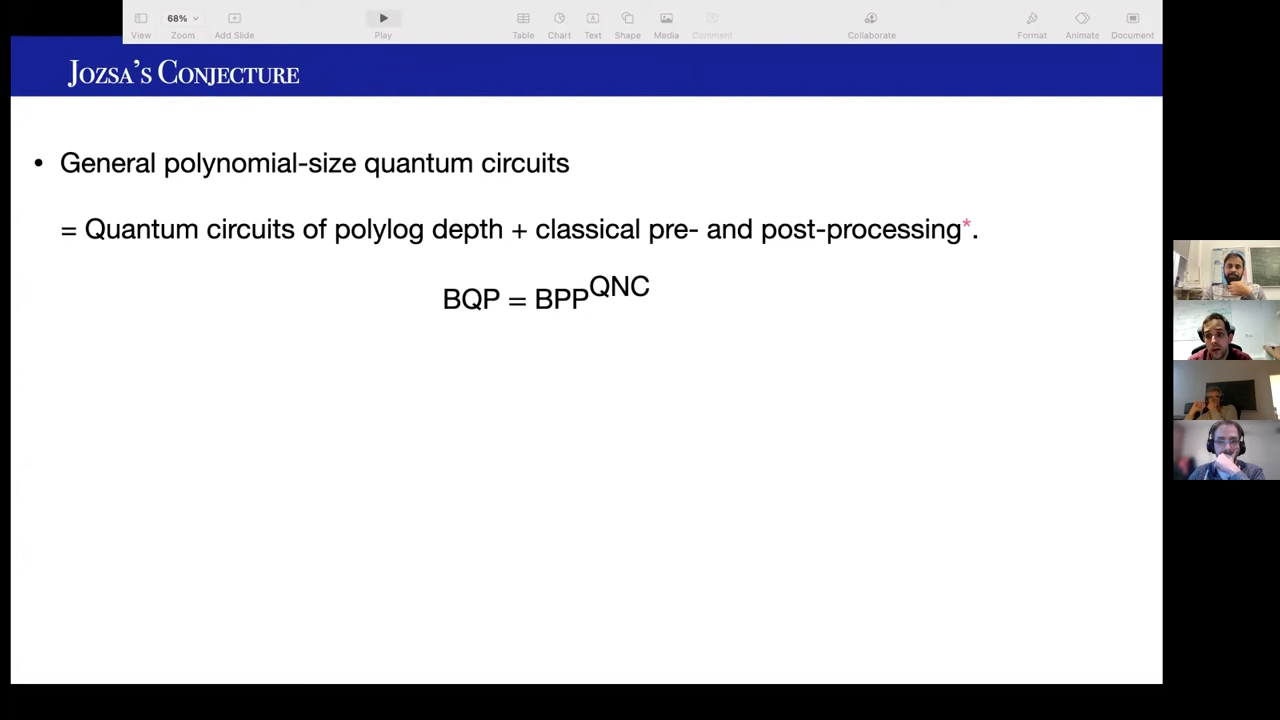 68%
View
Zoom
Add Slide
Play
Table
Chart
Text
Shape
Media
Comment
Collaborate
Format
Animate
Document
Jozsa's Conjecture
• General polynomial-size quantum circuits
= Quantum circuits of polylog depth + classical pre- and post-processing*.
BQP = BPP^QNC